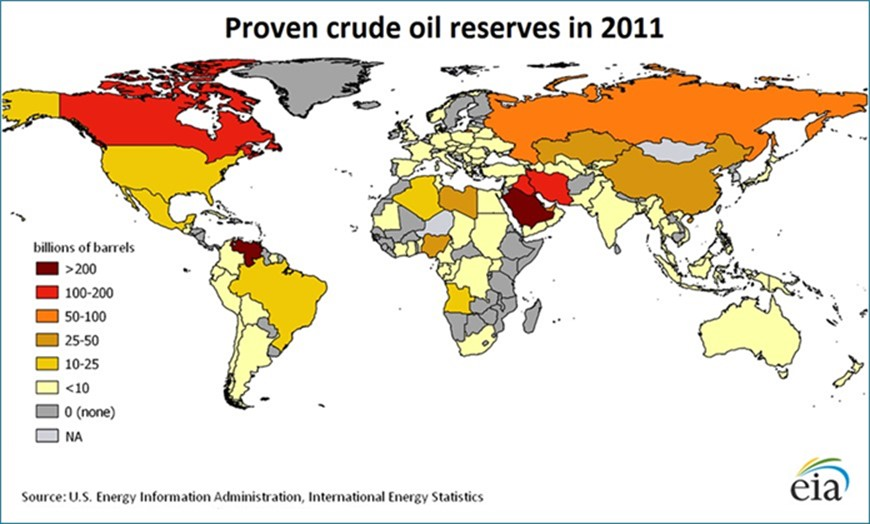 Proven crude oil reserves in 2011
billions of barrels
>200
100-200
50-100
25-50
10-25
<10
0 (none)
NA
Source: U.S. Energy Information Administration, International Energy Statistics
eia